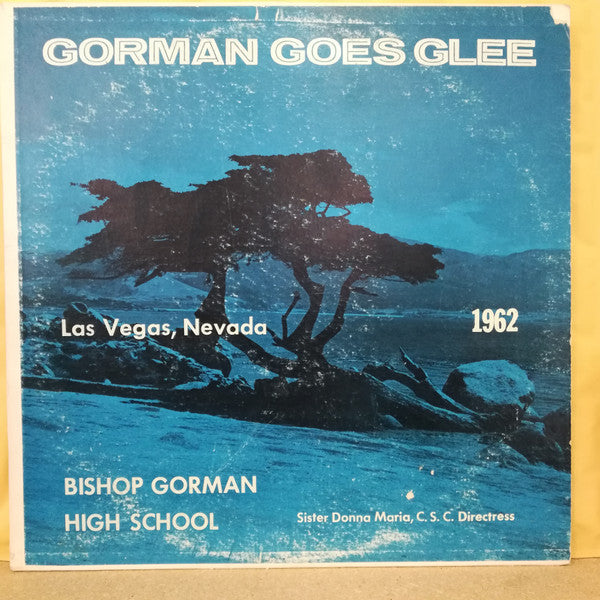 GORMAN GOES GLEE
Las Vegas, Nevada
1962
BISHOP GORMAN
HIGH SCHOOL
Sister Donna Maria, C. S. C. Directress